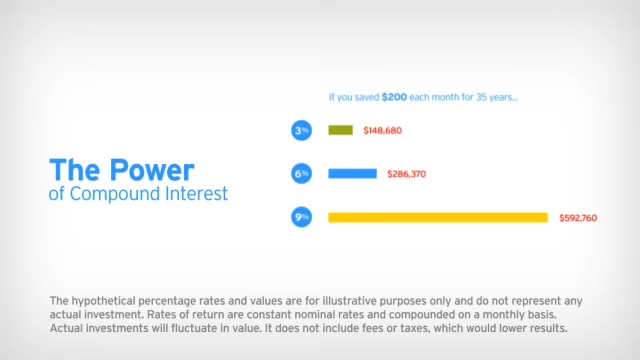 If you saved $200 each month for 35 years...
3% $148,680
The Power
of Compound Interest
6% $286,370
9% $592,760
The hypothetical percentage rates and values are for illustrative purposes only and do not represent any
actual investment. Rates of return are constant nominal rates and compounded on a monthly basis.
Actual investments will fluctuate in value. It does not include fees or taxes, which would lower results.